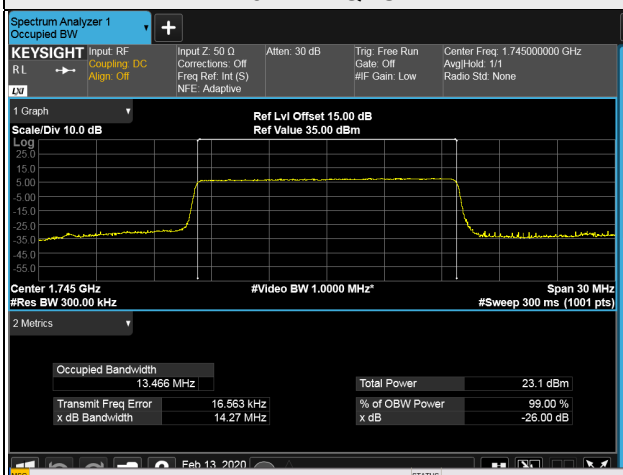 Spectrum Analyzer 1
Occupied BW
+
KEYSIGHT Input: RF Input Z: 50 Ω Atten: 30 dB Trig: Free Run Center Freq: 1.745000000 GHz
RL Coupling: DC Corrections: Off Gate: Off Avg|Hold: 1/1
Align: Off Freq Ref: Int (S) #IF Gain: Low Radio Std: None
LXI NFE: Adaptive
1 Graph Ref Lvl Offset 15.00 dB
Scale/Div 10.0 dB Ref Value 35.00 dBm
Log
25.0
15.0
5.00
-5.00
-15.0
-25.0
-35.0
-45.0
-55.0
Center 1.745 GHz #Video BW 1.0000 MHz* Span 30 MHz
#Res BW 300.00 kHz #Sweep 300 ms (1001 pts)
2 Metrics
Occupied Bandwidth
13.466 MHz Total Power 23.1 dBm
Transmit Freq Error 16.563 kHz % of OBW Power 99.00 %
x dB Bandwidth 14.27 MHz x dB -26.00 dB
Feb 13, 2020
MSG STATUS